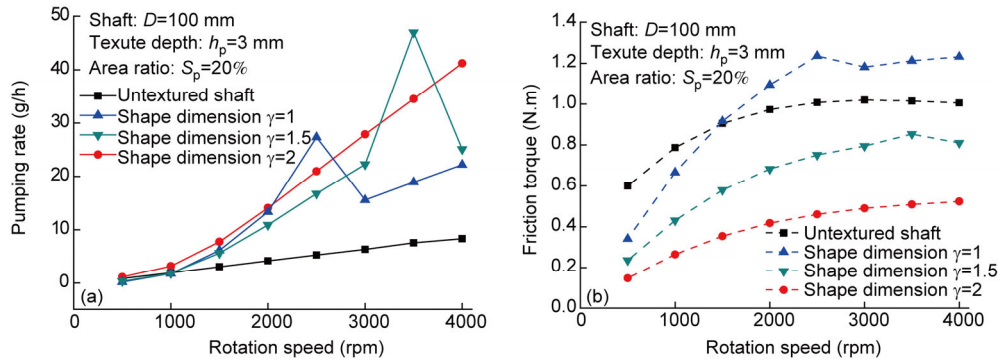 Shaft: D=100 mm
Texute depth: hp=3 mm
Area ratio: Sp=20%
Untextured shaft
Shape dimension γ=1
Shape dimension γ=1.5
Shape dimension γ=2
Pumping rate (g/h)
50
40
30
20
10
0
(a)
0
1000
2000
3000
4000
Rotation speed (rpm)
Shaft: D=100 mm
Texute depth: hp=3 mm
Area ratio: Sp=20%
Friction torque (N.m)
1.4
1.2
1.0
0.8
0.6
0.4
0.2
0.0
Untextured shaft
Shape dimension γ=1
Shape dimension γ=1.5
Shape dimension γ=2
(b)
0
1000
2000
3000
4000
Rotation speed (rpm)